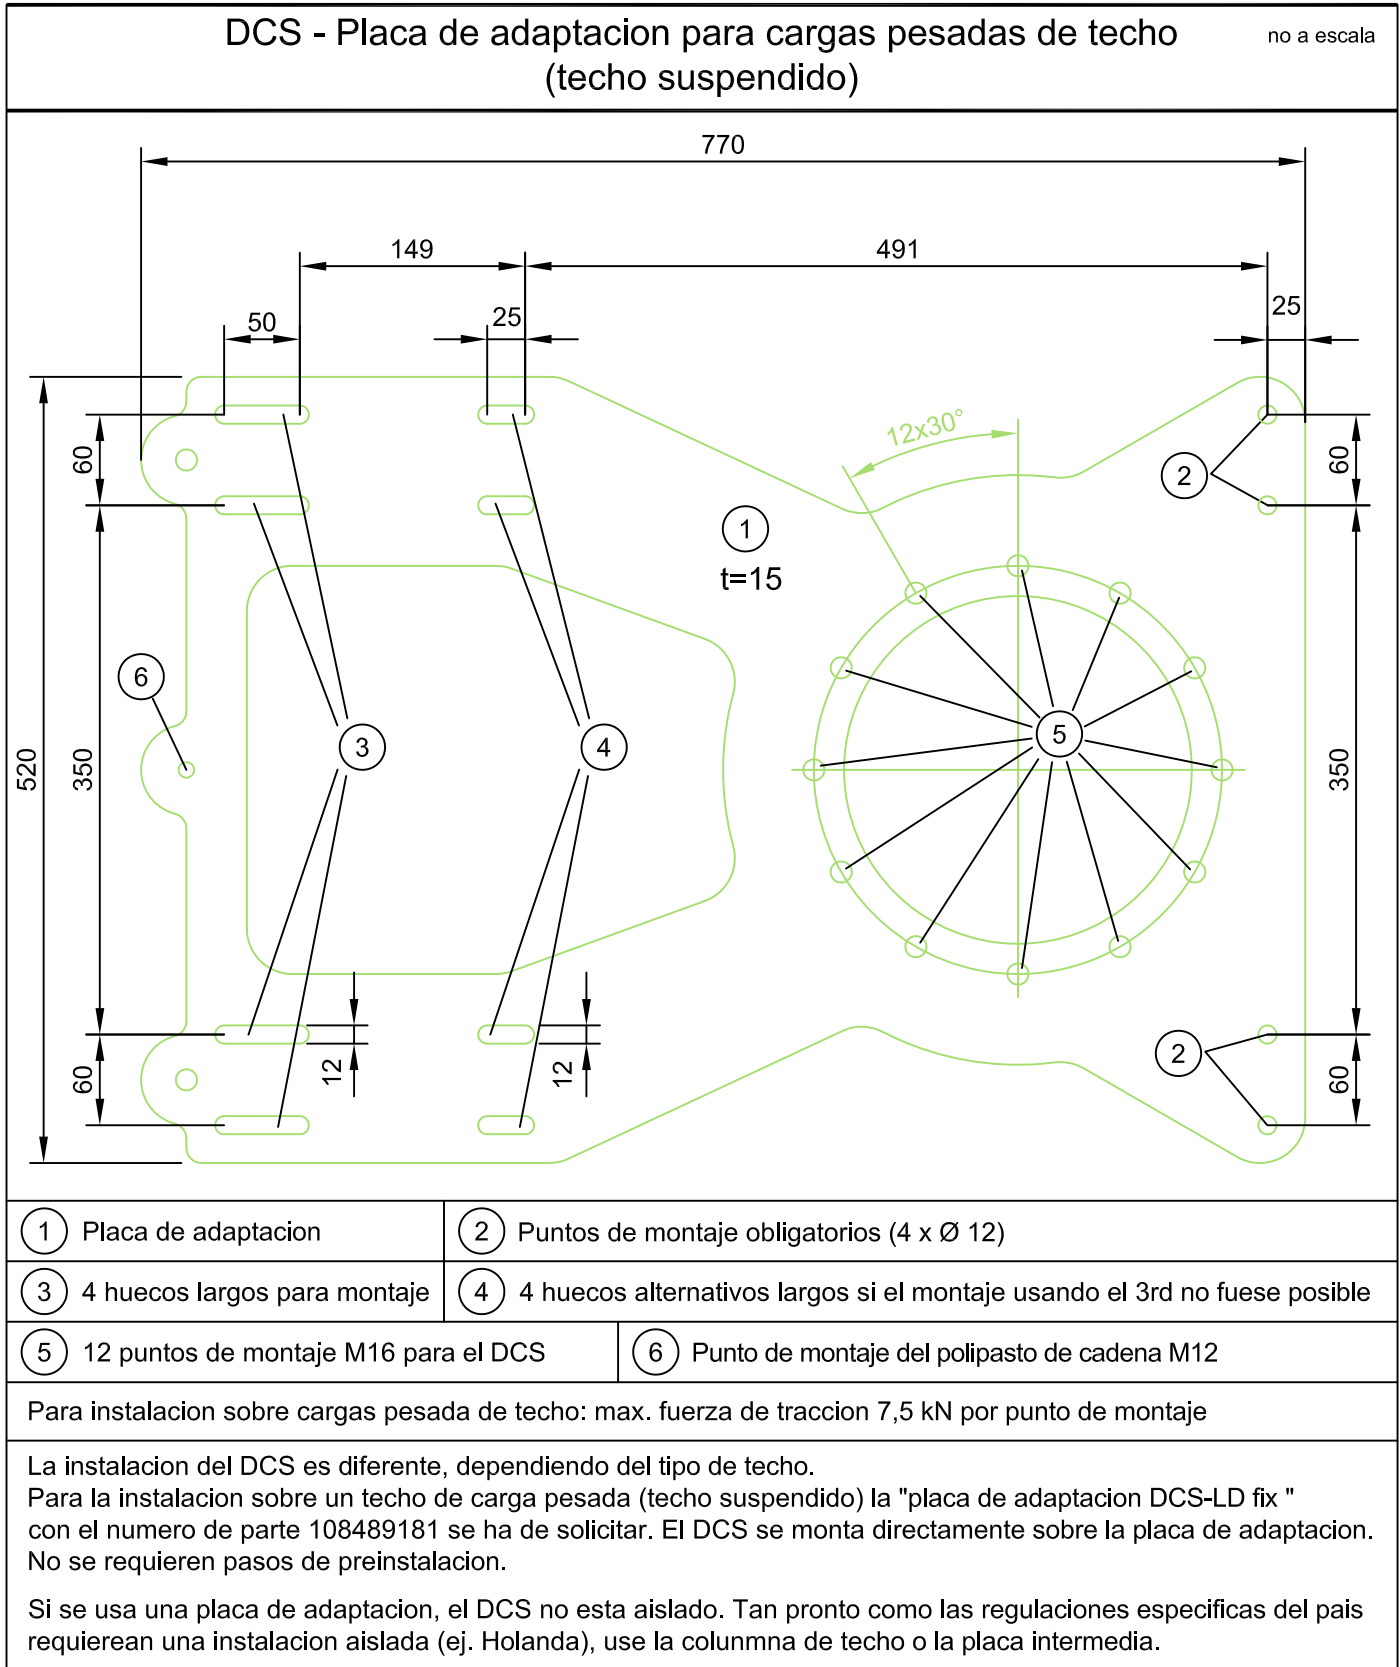 DCS - Placa de adaptacion para cargas pesadas de techo
(techo suspendido)
no a escala
770
149
491
50
25
25
60
12x30°
60
2
1
t=15
6
520
350
3
4
5
350
60
12
12
2
60
1 Placa de adaptacion
2 Puntos de montaje obligatorios (4 x Ø 12)
3 4 huecos largos para montaje
4 4 huecos alternativos largos si el montaje usando el 3rd no fuese posible
5 12 puntos de montaje M16 para el DCS
6 Punto de montaje del polipasto de cadena M12
Para instalacion sobre cargas pesada de techo: max. fuerza de traccion 7,5 kN por punto de montaje
La instalacion del DCS es diferente, dependiendo del tipo de techo.
Para la instalacion sobre un techo de carga pesada (techo suspendido) la "placa de adaptacion DCS-LD fix "
con el numero de parte 108489181 se ha de solicitar. El DCS se monta directamente sobre la placa de adaptacion.
No se requieren pasos de preinstalacion.
Si se usa una placa de adaptacion, el DCS no esta aislado. Tan pronto como las regulaciones especificas del pais
requierean una instalacion aislada (ej. Holanda), use la colunmna de techo o la placa intermedia.